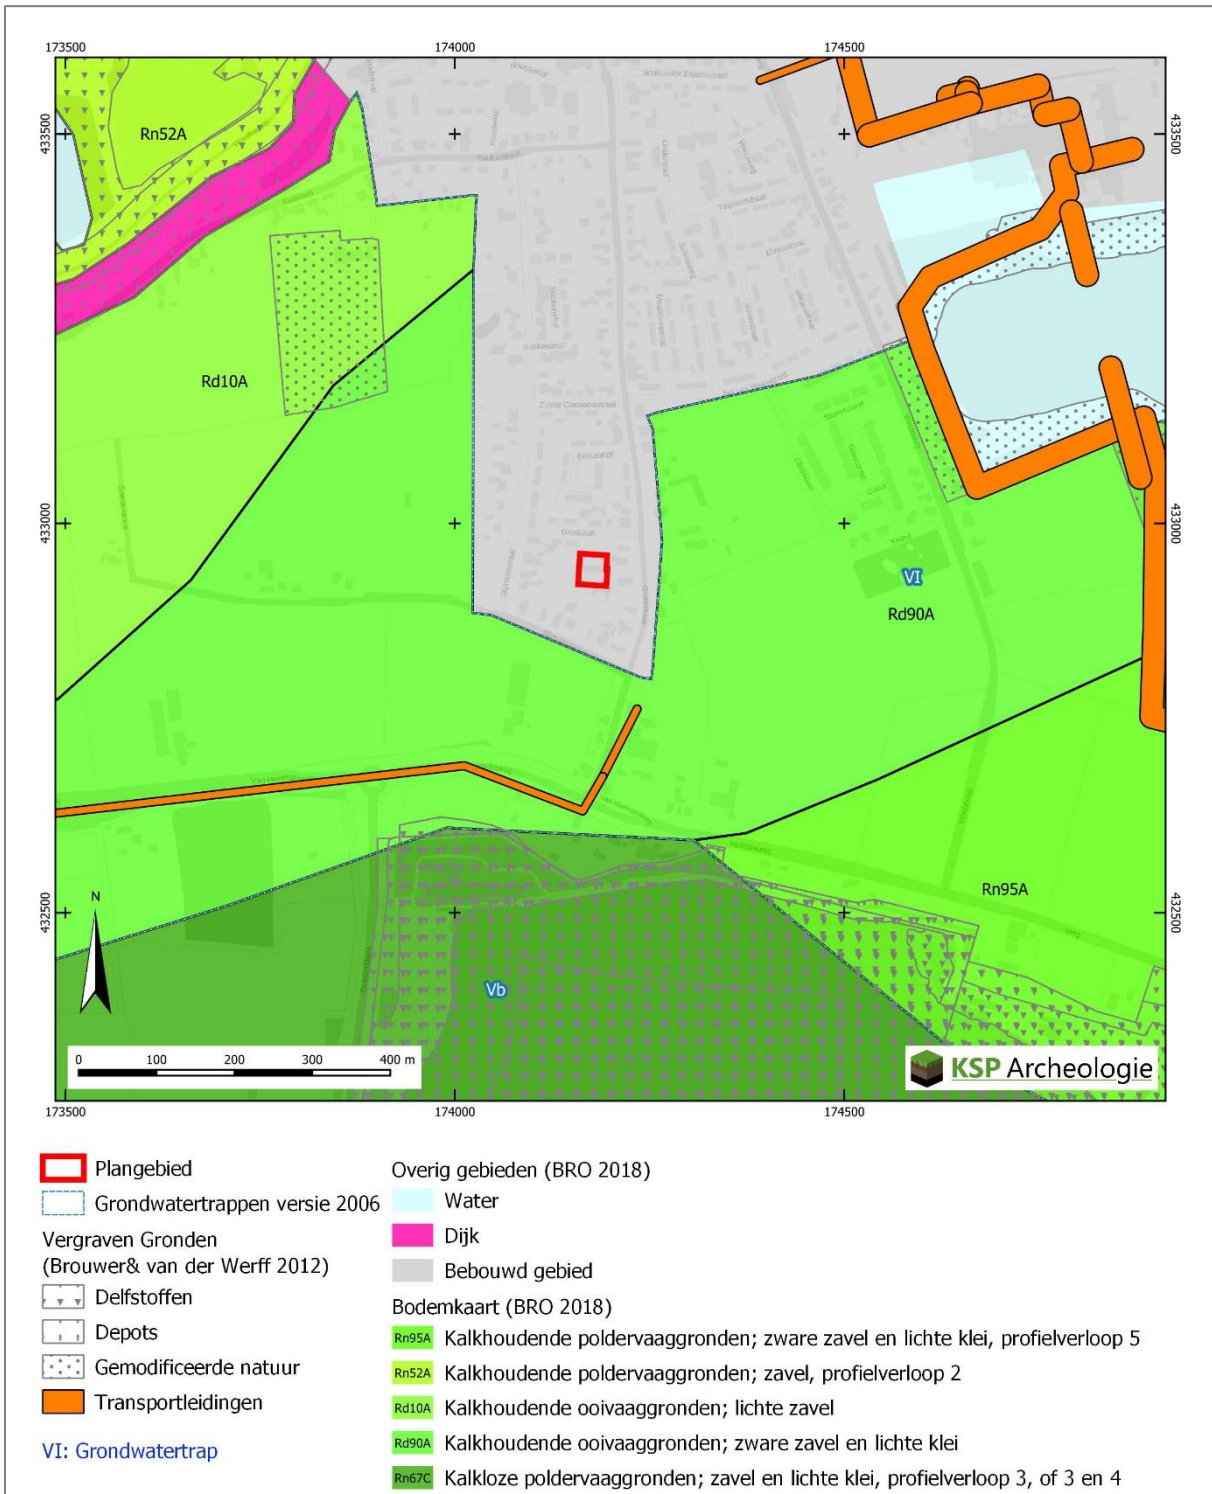 173500 174000 174500
433500 433500
Rn52A
Rd10A
433000 433000
VI
Rd90A
Rn95A
432500 432500
Vb
N
0 100 200 300 400 m
KSP Archeologie
173500 174000 174500
Plangebied
Grondwatertrappen versie 2006
Vergraven Gronden
(Brouwer& van der Werff 2012)
Delfstoffen
Depots
Gemodificeerde natuur
Transportleidingen
VI: Grondwatertrap
Overig gebieden (BRO 2018)
Water
Dijk
Bebouwd gebied
Bodemkaart (BRO 2018)
Rn95A Kalkhoudende poldervaaggronden; zware zavel en lichte klei, profielverloop 5
Rn52A Kalkhoudende poldervaaggronden; zavel, profielverloop 2
Rd10A Kalkhoudende ooivaaggronden; lichte zavel
Rd90A Kalkhoudende ooivaaggronden; zware zavel en lichte klei
Rn67C Kalkloze poldervaaggronden; zavel en lichte klei, profielverloop 3, of 3 en 4